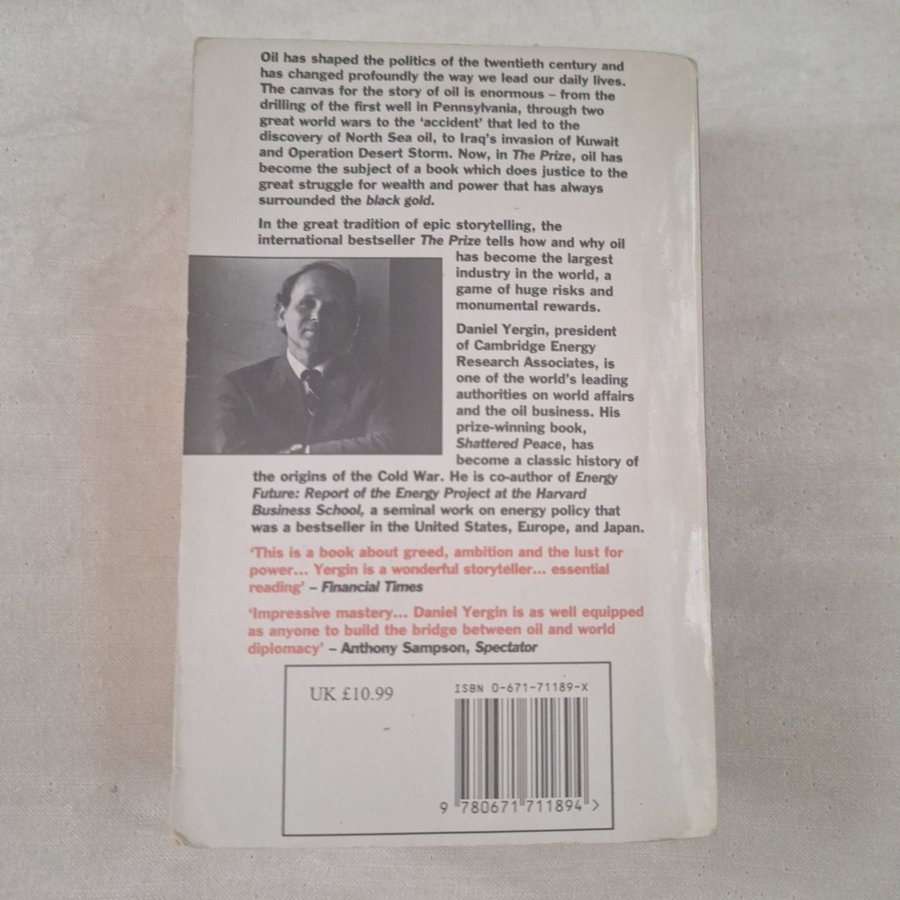 Oil has shaped the politics of the twentieth century and
has changed profoundly the way we lead our daily lives.
The canvas for the story of oil is enormous – from the
drilling of the first well in Pennsylvania, through two
great world wars to the ‘accident’ that led to the
discovery of North Sea oil, to Iraq’s invasion of Kuwait
and Operation Desert Storm. Now, in The Prize, oil has
become the subject of a book which does justice to the
great struggle for wealth and power that has always
surrounded the black gold.
In the great tradition of epic storytelling, the
international bestseller The Prize tells how and why oil
has become the largest
industry in the world, a
game of huge risks and
monumental rewards.
Daniel Yergin, president
of Cambridge Energy
Research Associates, is
one of the world’s leading
authorities on world affairs
and the oil business. His
prize-winning book,
Shattered Peace, has
become a classic history of
the origins of the Cold War. He is co-author of Energy
Future: Report of the Energy Project at the Harvard
Business School, a seminal work on energy policy that
was a bestseller in the United States, Europe, and Japan.
‘This is a book about greed, ambition and the lust for
power... Yergin is a wonderful storyteller... essential
reading’ – Financial Times
‘Impressive mastery... Daniel Yergin is as well equipped
as anyone to build the bridge between oil and world
diplomacy’ – Anthony Sampson, Spectator
UK £10.99
ISBN 0-671-71189-X
9 780671 711894 >